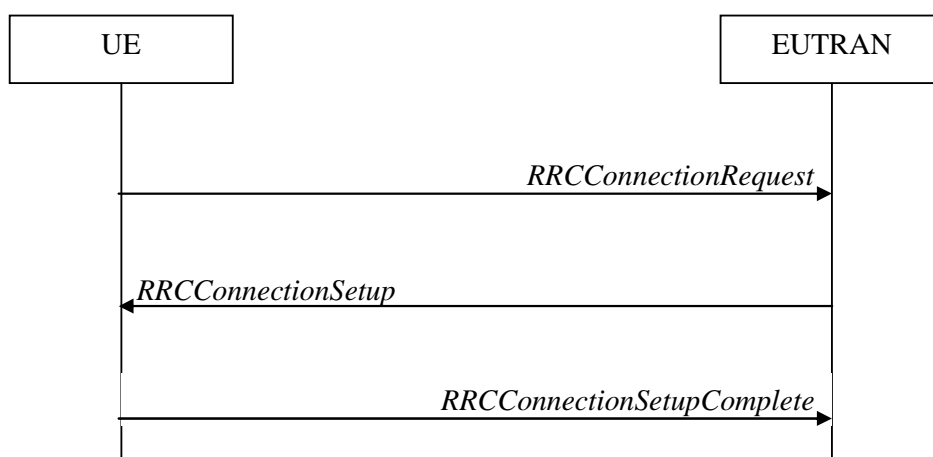 UE
EUTRAN
RRCConnectionRequest
RRCConnectionSetup
RRCConnectionSetupComplete